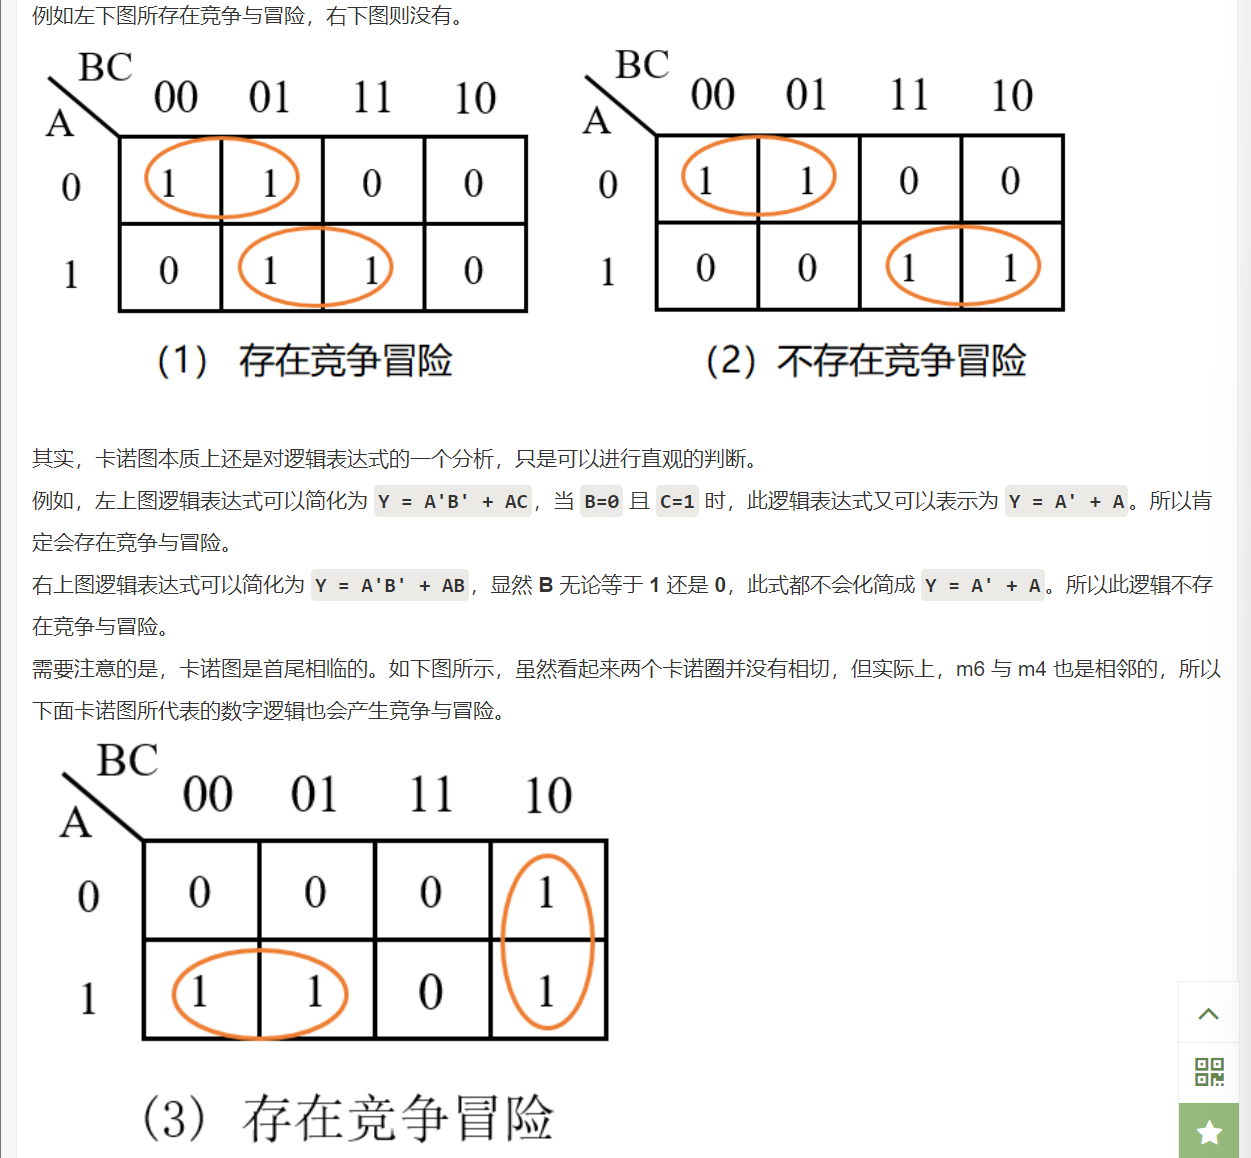 例如左下图所存在竞争与冒险，右下图则没有。
BC
00 01 11 10
A
0 1 1 0 0
1 0 1 1 0
（1） 存在竞争冒险
BC
00 01 11 10
A
0 1 1 0 0
1 0 0 1 1
（2）不存在竞争冒险
其实，卡诺图本质上还是对逻辑表达式的一个分析，只是可以进行直观的判断。
例如，左上图逻辑表达式可以简化为 Y = A'B' + AC，当 B=0 且 C=1 时，此逻辑表达式又可以表示为 Y = A' + A。所以肯
定会存在竞争与冒险。
右上图逻辑表达式可以简化为 Y = A'B' + AB，显然 B 无论等于 1 还是 0，此式都不会化简成 Y = A' + A。所以此逻辑不存
在竞争与冒险。
需要注意的是，卡诺图是首尾相临的。如下图所示，虽然看起来两个卡诺圈并没有相切，但实际上，m6 与 m4 也是相邻的，所以
下面卡诺图所代表的数字逻辑也会产生竞争与冒险。
BC
00 01 11 10
A
0 0 0 0 1
1 1 1 0 1
（3）存在竞争冒险